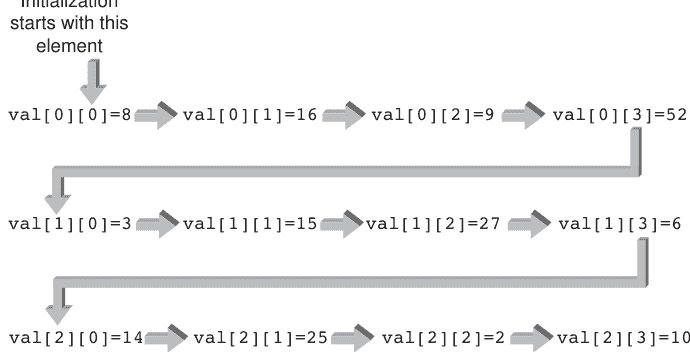 Initialization
starts with this
element
val[0][0]=8 val[0][1]=16 val[0][2]=9 val[0][3]=52
val[1][0]=3 val[1][1]=15 val[1][2]=27 val[1][3]=6
val[2][0]=14 val[2][1]=25 val[2][2]=2 val[2][3]=10